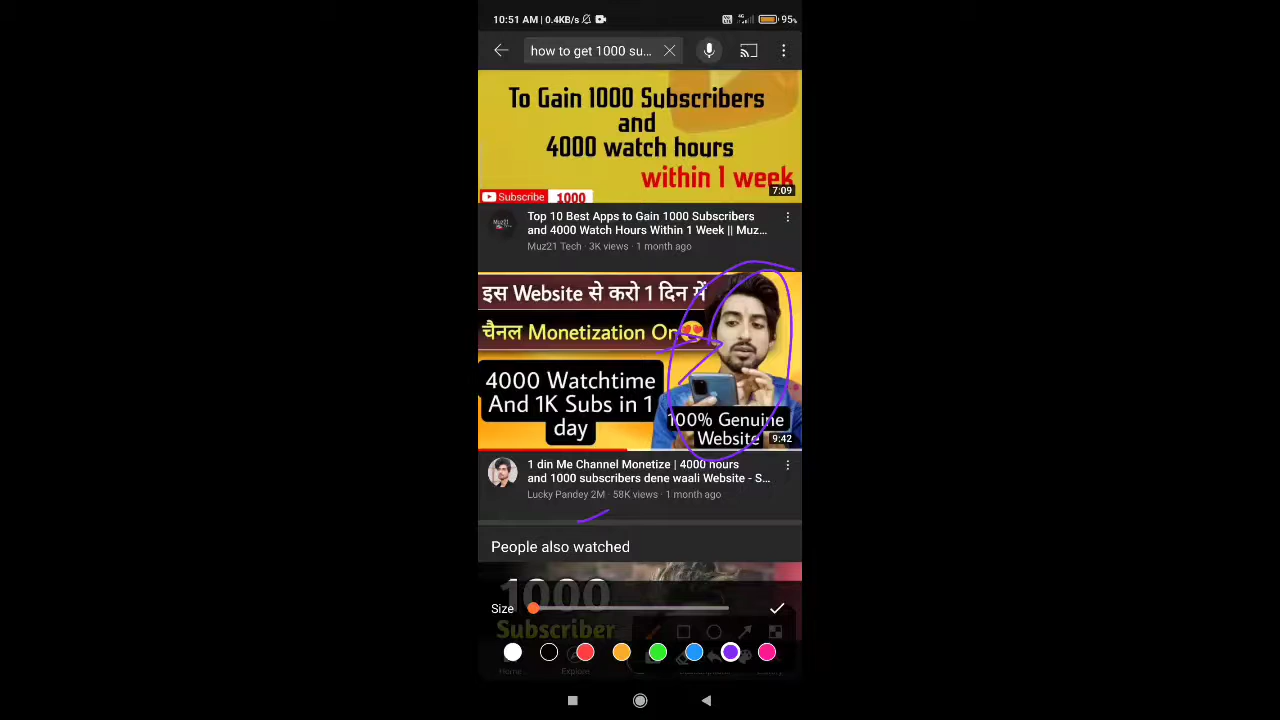 10:51 AM | 0.4KB/s
4G
95%
how to get 1000 su...
To Gain 1000 Subscribers
and
4000 watch hours
within 1 week
Subscribe 1000
7:09
Top 10 Best Apps to Gain 1000 Subscribers
and 4000 Watch Hours Within 1 Week || Muz...
Muz21 Tech · 3K views · 1 month ago
इस Website से करो 1 दिन में
चैनल Monetization On
4000 Watchtime
And 1K Subs in 1
day
100% Genuine
Website
9:42
1 din Me Channel Monetize | 4000 hours
and 1000 subscribers dene waali Website - S...
Lucky Pandey 2M · 58K views · 1 month ago
People also watched
1000
Size
Subscriber
Home
Explore